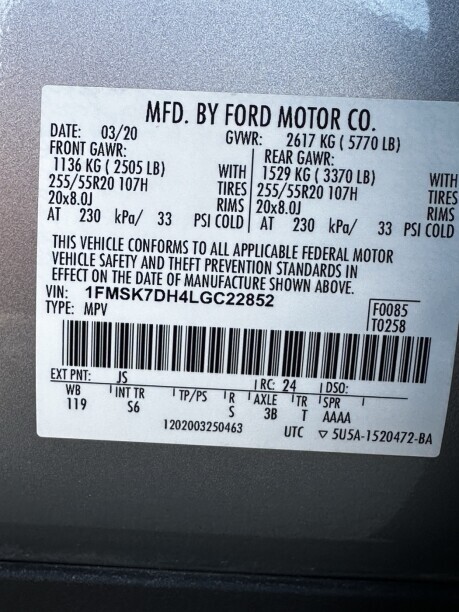 MFD. BY FORD MOTOR CO.
DATE: 03/20 GVWR: 2617 KG ( 5770 LB)
FRONT GAWR: REAR GAWR:
1136 KG ( 2505 LB) WITH 1529 KG ( 3370 LB) WITH
255/55R20 107H TIRES 255/55R20 107H TIRES
20x8.0J RIMS 20x8.0J RIMS
AT 230 kPa/ 33 PSI COLD AT 230 kPa/ 33 PSI COLD
THIS VEHICLE CONFORMS TO ALL APPLICABLE FEDERAL MOTOR
VEHICLE SAFETY AND THEFT PREVENTION STANDARDS IN
EFFECT ON THE DATE OF MANUFACTURE SHOWN ABOVE.
VIN: 1FMSK7DH4LGC22852
TYPE: MPV
F0085
T0258
EXT PNT: JS RC: 24 DSO:
WB INT TR TP/PS R AXLE TR SPR
119 S6 S 3B T AAAA
1202003250463 UTC ▽ 5U5A-1520472-BA